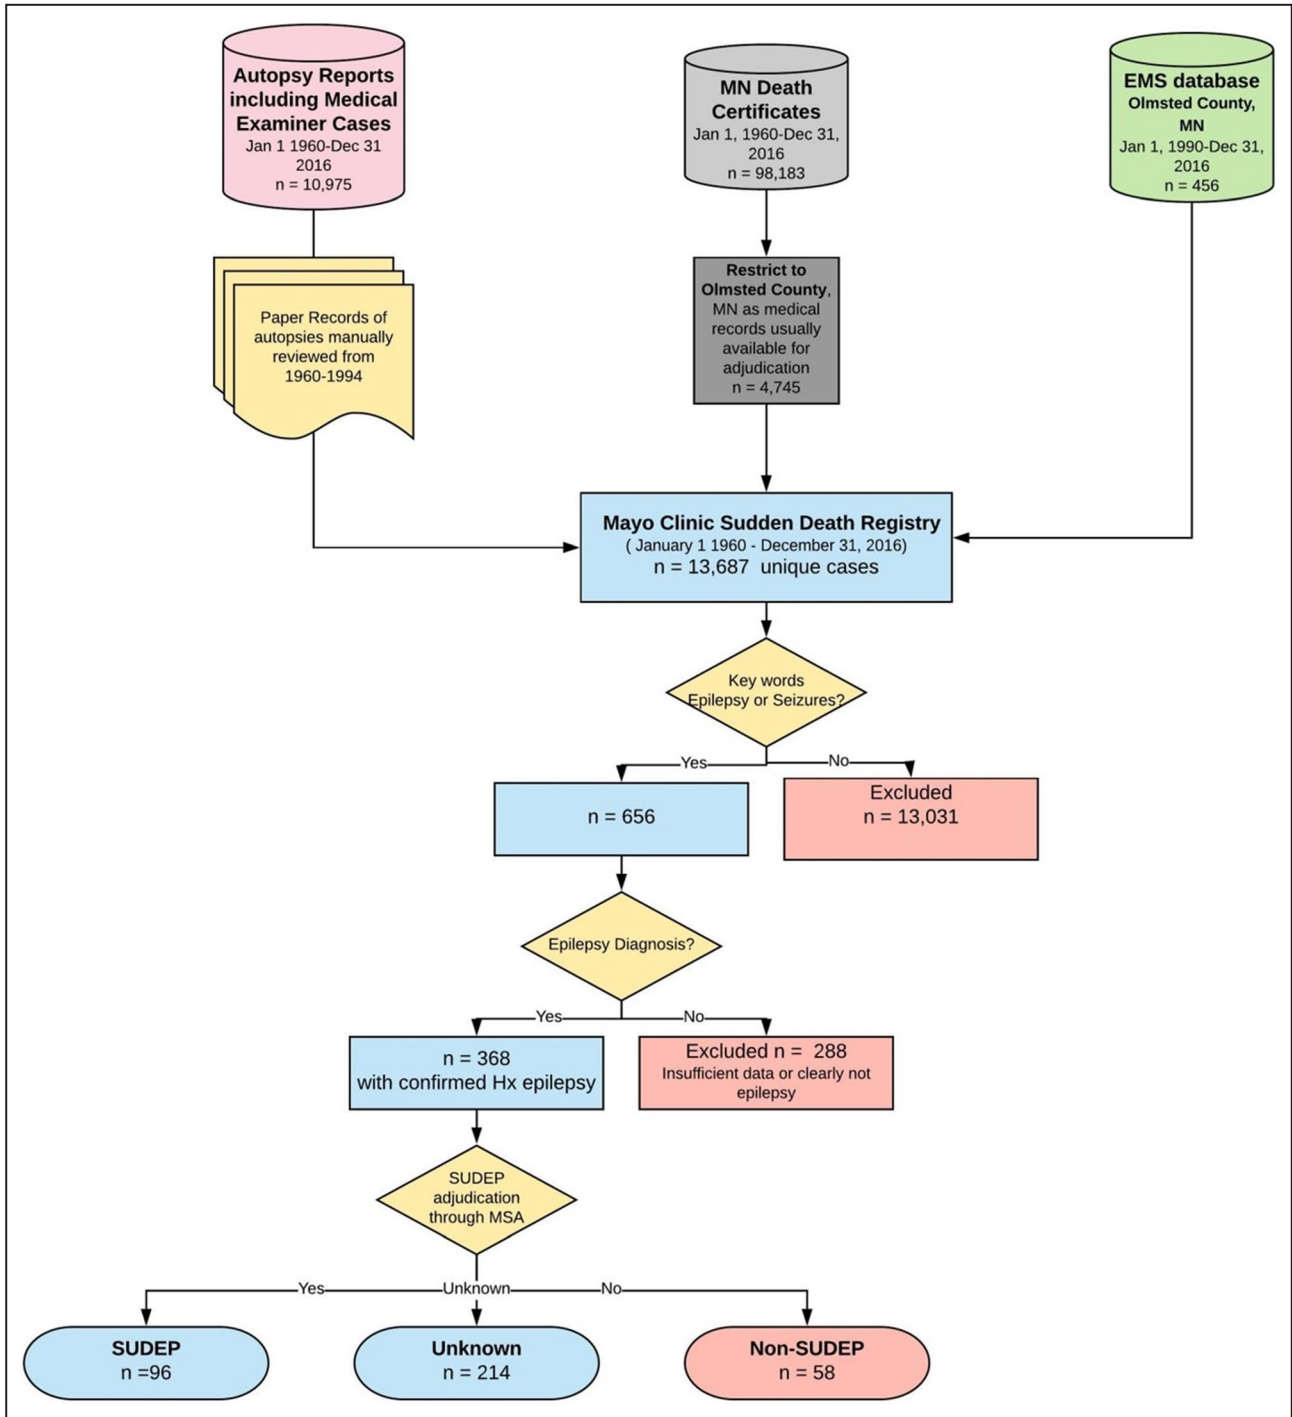 Autopsy Reports
including Medical
Examiner Cases
Jan 1 1960-Dec 31
2016
n = 10,975
MN Death
Certificates
Jan 1, 1960-Dec 31,
2016
n = 98,183
EMS database
Olmsted County,
MN
Jan 1, 1990-Dec 31,
2016
n = 456
Paper Records of
autopsies manually
reviewed from
1960-1994
Restrict to
Olmsted County,
MN as medical
records usually
available for
adjudication
n = 4,745
Mayo Clinic Sudden Death Registry
( January 1 1960 - December 31, 2016)
n = 13,687 unique cases
Key words
Epilepsy or Seizures?
Yes
No
n = 656
Excluded
n = 13,031
Epilepsy Diagnosis?
Yes
No
n = 368
with confirmed Hx epilepsy
Excluded n = 288
Insufficient data or clearly not
epilepsy
SUDEP
adjudication
through MSA
Yes
Unknown
No
SUDEP
n =96
Unknown
n = 214
Non-SUDEP
n = 58